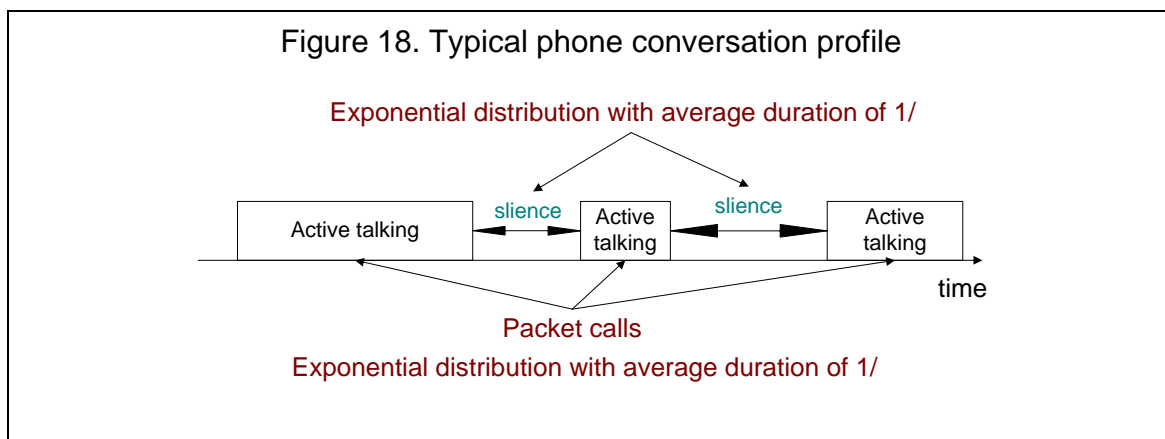 Figure 18. Typical phone conversation profile
Exponential distribution with average duration of 1/
slience
slience
Active talking
Active
talking
Active
talking
time
Packet calls
Exponential distribution with average duration of 1/